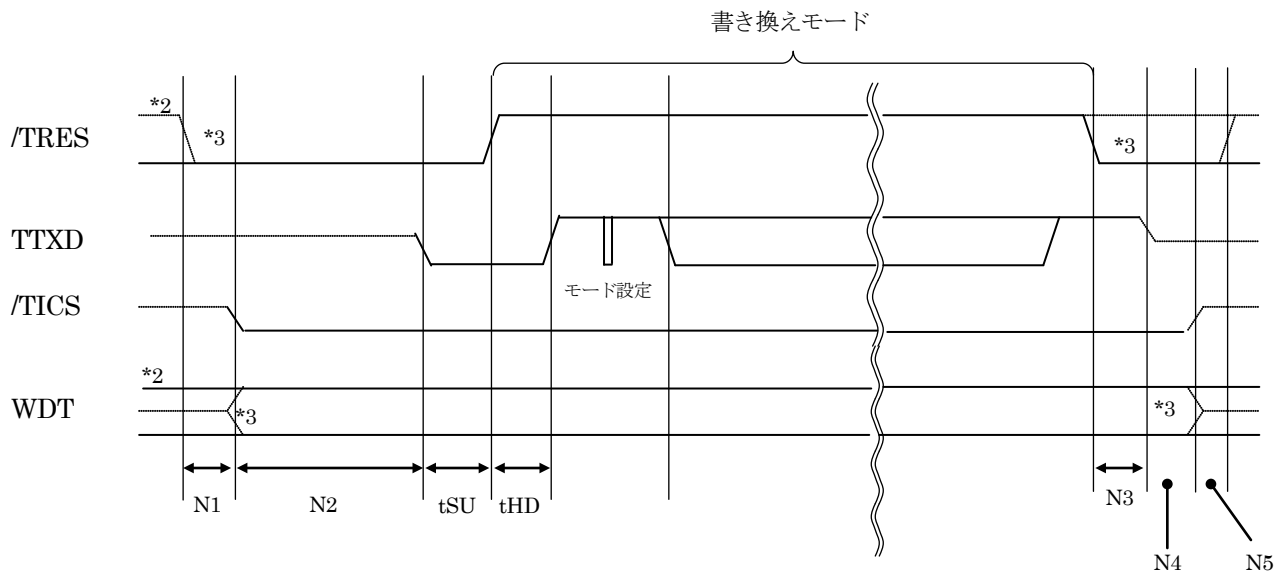 書き換えモード
*2
/TRES
*3
*3
TTXD
モード設定
/TICS
*2
WDT
*3
*3
N1
N2
tSU
tHD
N3
N4
N5